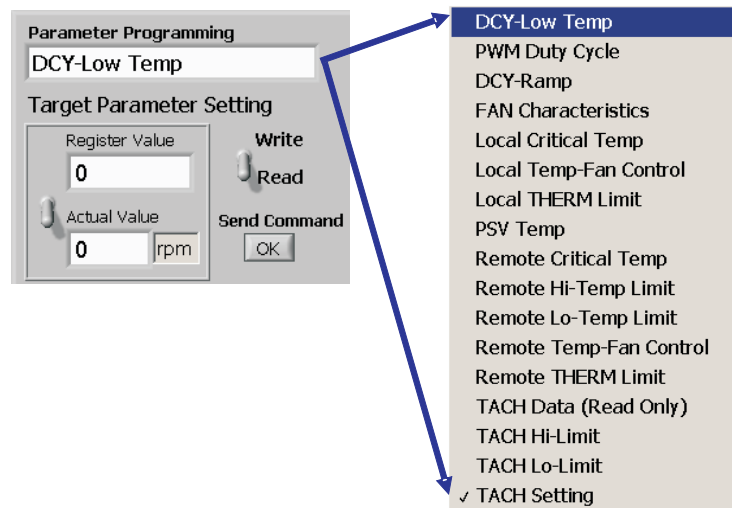 Parameter Programming
DCY-Low Temp
Target Parameter Setting
Register Value
0
Write
Read
Actual Value
0 rpm
Send Command
OK
DCY-Low Temp
PWM Duty Cycle
DCY-Ramp
FAN Characteristics
Local Critical Temp
Local Temp-Fan Control
Local THERM Limit
PSV Temp
Remote Critical Temp
Remote Hi-Temp Limit
Remote Lo-Temp Limit
Remote Temp-Fan Control
Remote THERM Limit
TACH Data (Read Only)
TACH Hi-Limit
TACH Lo-Limit
✓ TACH Setting